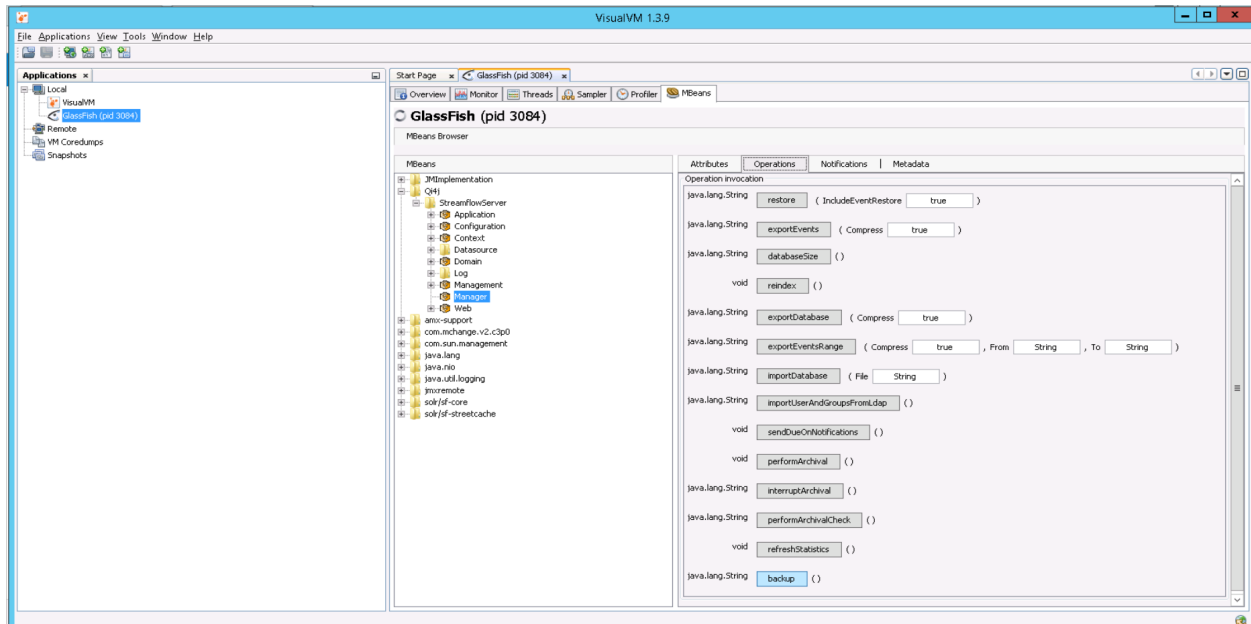 VisualVM 1.3.9
File Applications View Tools Window Help
Applications
Local
VisualVM
GlassFish (pid 3084)
Remote
VM Coredumps
Snapshots
Start Page GlassFish (pid 3084)
Overview Monitor Threads Sampler Profiler MBeans
GlassFish (pid 3084)
MBeans Browser
MBeans
JMImplementation
Qi4j
StreamflowServer
Application
Configuration
Context
Datasource
Domain
Log
Management
Manager
Web
amx-support
com.mchange.v2.c3p0
com.sun.management
java.lang
java.nio
java.util.logging
jmxremote
solr/sf-core
solr/sf-streetcache
Attributes Operations Notifications Metadata
Operation invocation
java.lang.String restore ( IncludeEventRestore true )
java.lang.String exportEvents ( Compress true )
java.lang.String databaseSize ()
void reindex ()
java.lang.String exportDatabase ( Compress true )
java.lang.String exportEventsRange ( Compress true , From String , To String )
java.lang.String importDatabase ( File String )
java.lang.String importUserAndGroupsFromLdap ()
void sendDueOnNotifications ()
void performArchival ()
java.lang.String interruptArchival ()
java.lang.String performArchivalCheck ()
void refreshStatistics ()
java.lang.String backup ()